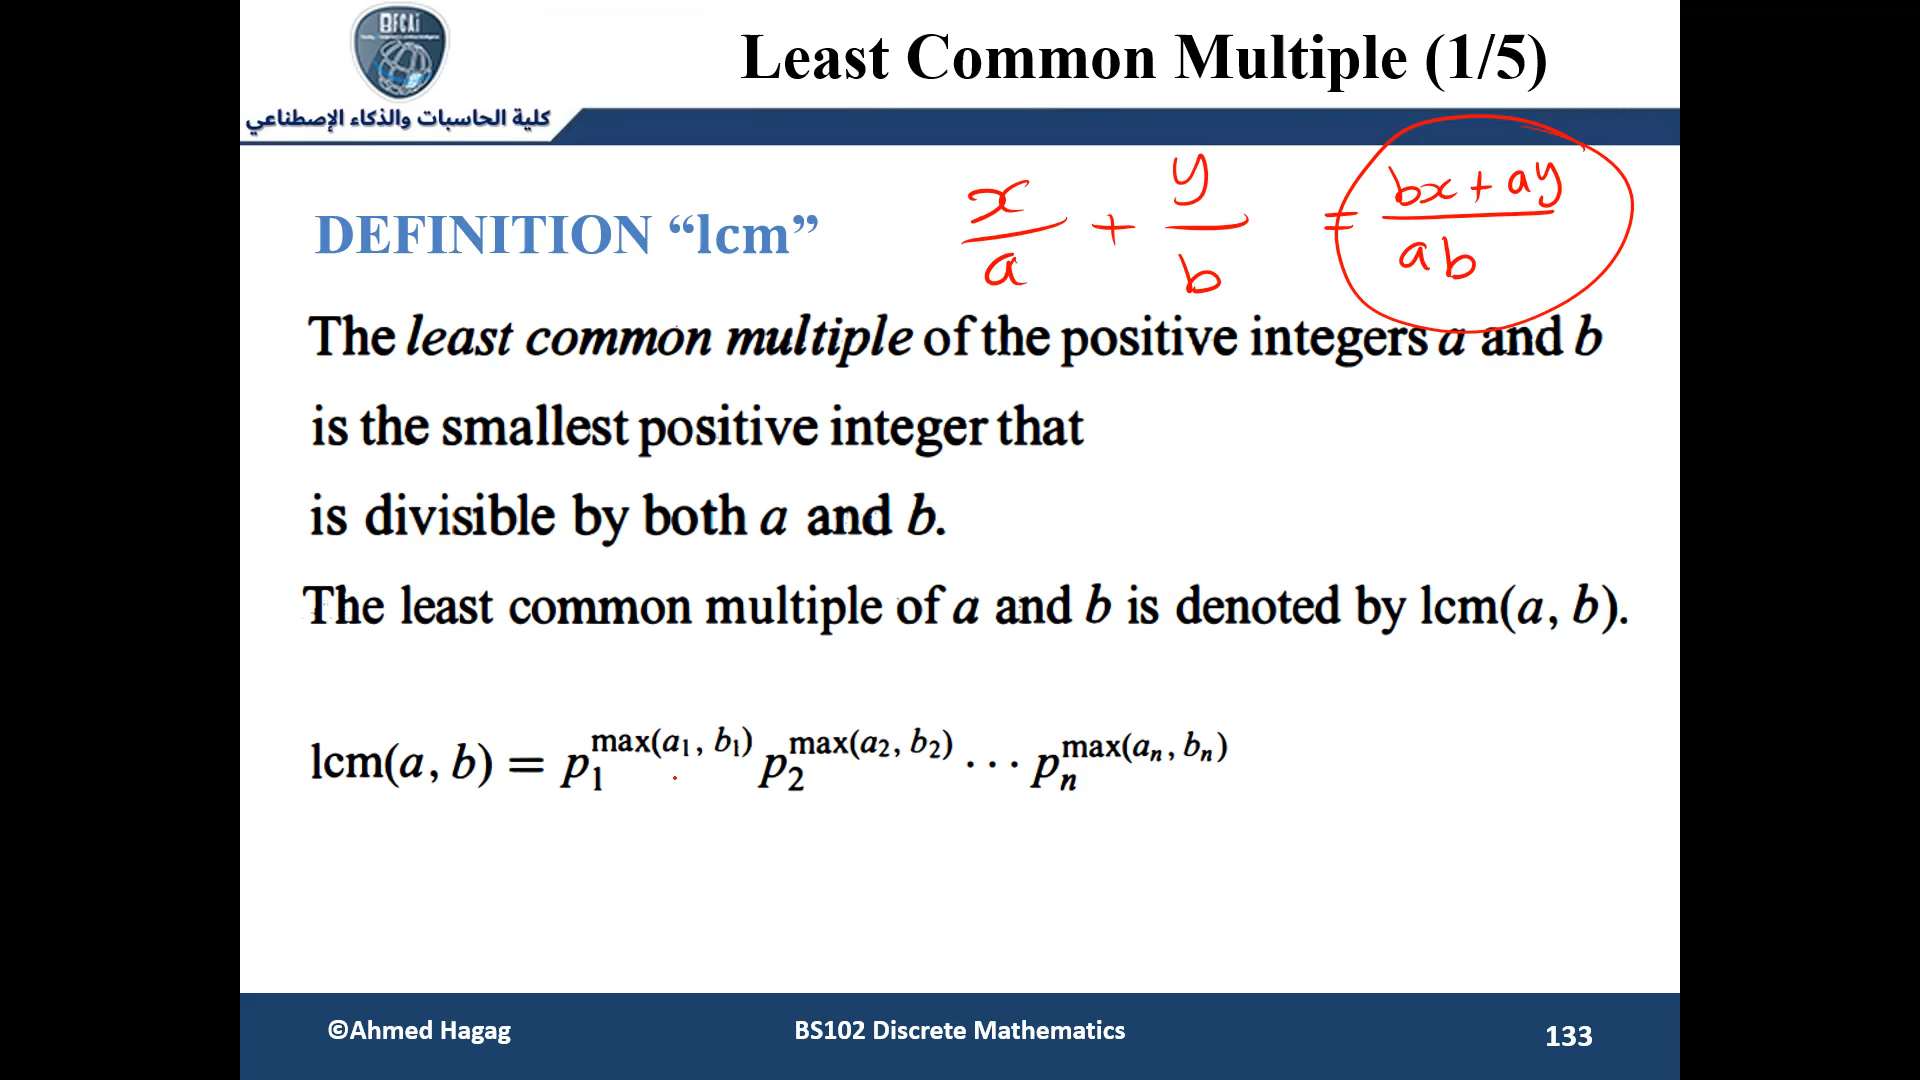 BFCAi
Least Common Multiple (1/5)
كلية الحاسبات والذكاء الإصطناعي
DEFINITION “lcm”
x/a + y/b = bx + ay/ab
The least common multiple of the positive integers a and b
is the smallest positive integer that
is divisible by both a and b.
The least common multiple of a and b is denoted by lcm(a, b).
lcm(a, b) = p₁^max(a₁, b₁) p₂^max(a₂, b₂) ··· pₙ^max(aₙ, bₙ)
©Ahmed Hagag
BS102 Discrete Mathematics
133